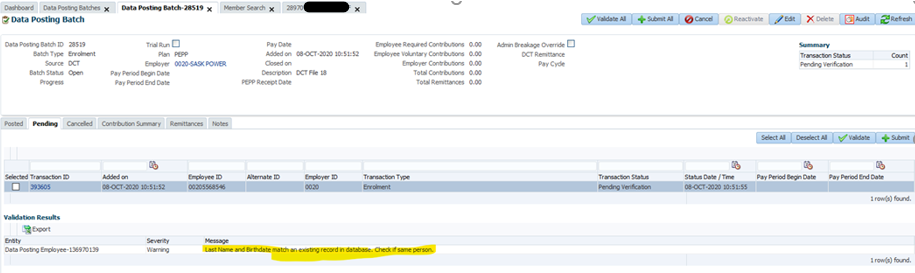 Dashboard Data Posting Batches Data Posting Batch-28519 Member Search 28970
Data Posting Batch Validate All Submit All Cancel Reactivate Edit Delete Audit Refresh
Data Posting Batch ID 28519 Trial Run Pay Date Employee Required Contributions 0.00 Admin Breakage Override Summary
Batch Type Enrolment Plan PEPP Added on 08-OCT-2020 10:51:52 Employee Voluntary Contributions 0.00 DCT Remittance Transaction Status Count
Source DCT Employer 0020-SASK POWER. Closed on Employer Contributions 0.00 Pay Cycle Pending Verification 1
Batch Status Open Pay Period Begin Date Description DCT File 18 Total Contributions 0.00
Progress Pay Period End Date PEPP Receipt Date Total Remittances 0.00
Posted Pending Cancelled Contribution Summary Remittances Notes
Select All Deselect All Validate Submit
Selected Transaction ID Added on Employee ID Alternate ID Employer ID Transaction Type Transaction Status Status Date / Time Pay Period Begin Date Pay Period End Date
393605 08-OCT-2020 10:51:52 00205568546 0020 Enrolment Pending Verification 08-OCT-2020 10:51:55
1 row(s) found.
Validation Results
Export
Entity Severity Message
Data Posting Employee-136970139 Warning Last Name and Birthdate match an existing record in database. Check if same person.
1 row(s) found.